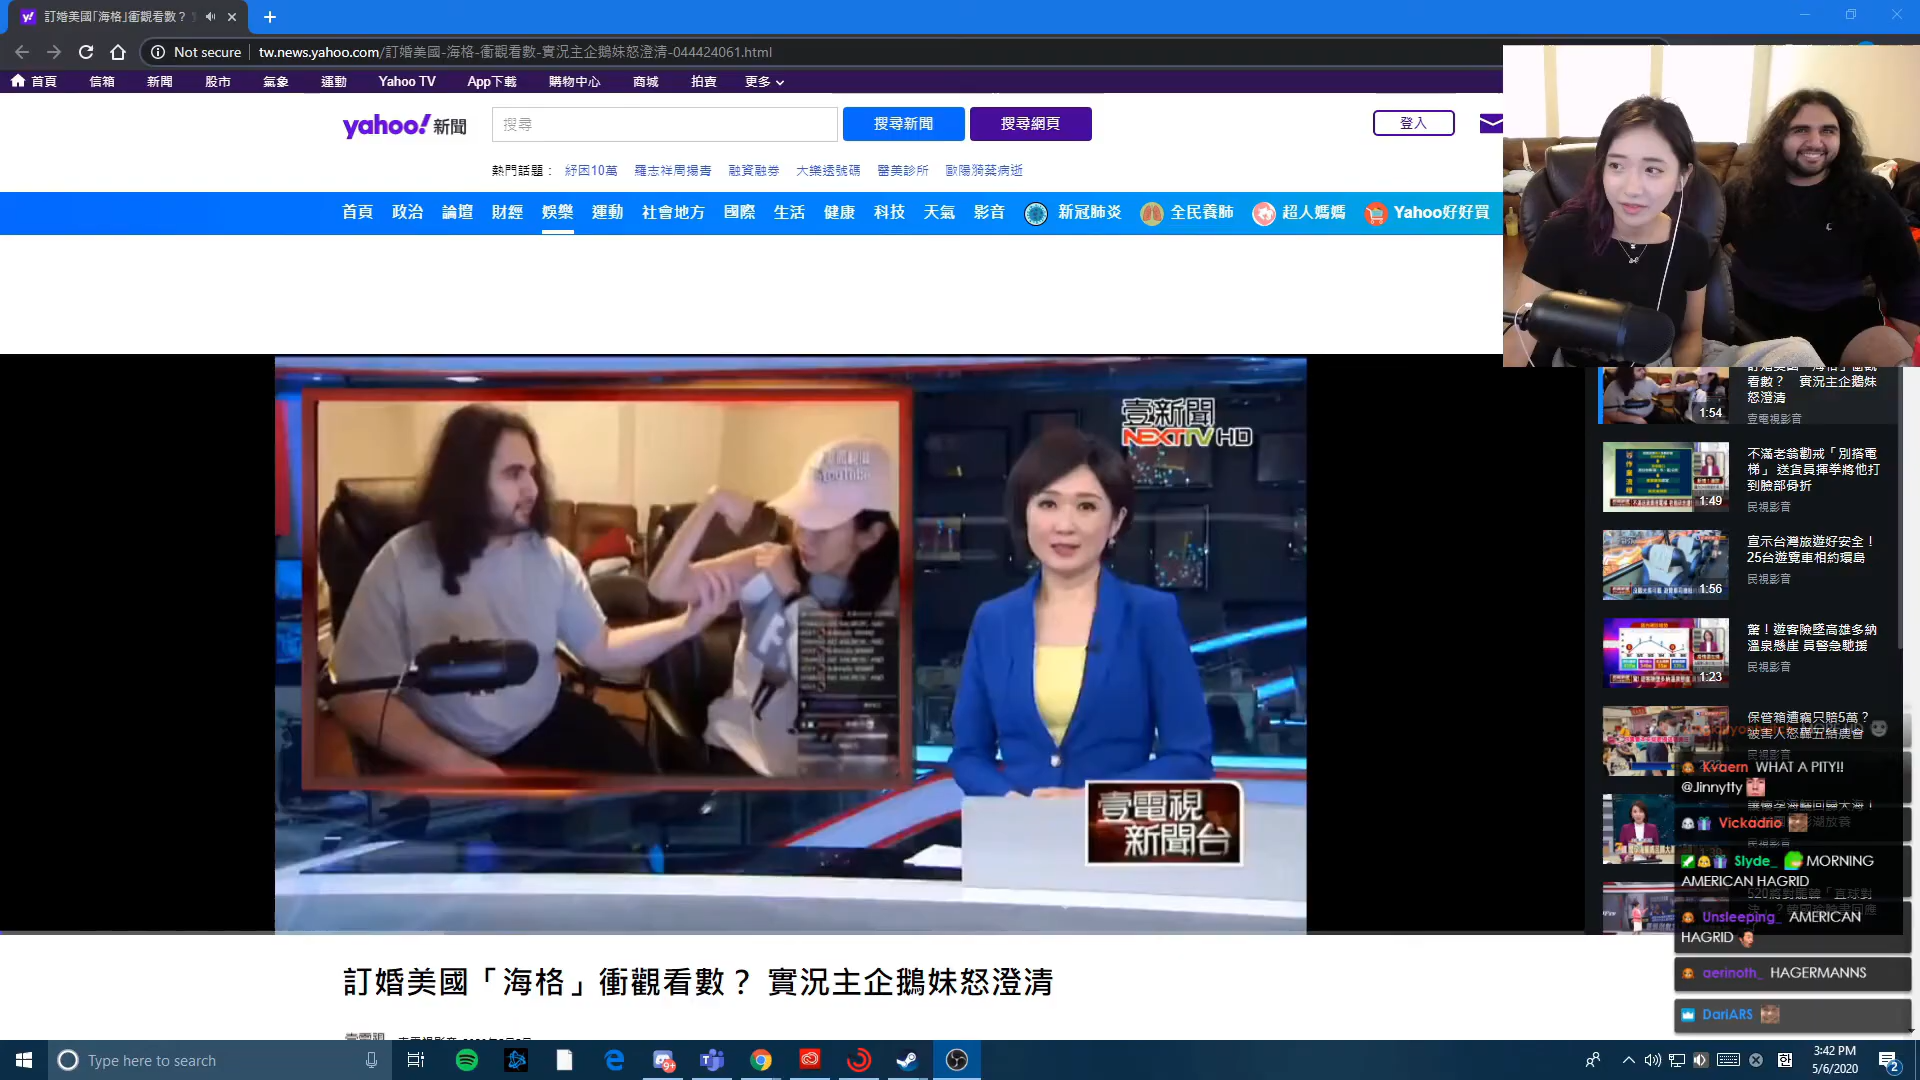 訂婚美國「海格」衝觀看數？
Not secure
tw.news.yahoo.com/訂婚美國-海格-衝觀看數-實況主企鵝妹怒澄清-044424061.html
首頁 信箱 新聞 股市 氣象 運動 Yahoo TV App下載 購物中心 商城 拍賣 更多
yahoo! 新聞
搜尋
搜尋新聞
搜尋網頁
登入
熱門話題： 紓困10萬 羅志祥周揚青 融資融券 大樂透號碼 醫美診所 歐陽漪棻病逝
首頁 政治 論壇 財經 娛樂 運動 社會地方 國際 生活 健康 科技 天氣 影音 新冠肺炎 全民養肺 超人媽媽 Yahoo好好買
YouTube
壹新聞
NEXTTV HD
壹電視
新聞台
看數？ 實況主企鵝妹
怒澄清
壹電視影音
1:54
不滿老翁勸戒「別搭電
梯」 送貨員揮拳將他打
到臉部骨折
民視影音
1:49
宣示台灣旅遊好安全！
25台遊覽車相約環島
民視影音
1:56
驚！遊客險墜高雄多納
溫泉懸崖 員警急馳援
民視影音
1:23
保管箱遭竊只賠5萬？
Kvaern WHAT A PITY!!
@Jinnytty
Vickadrio
Slyde_ MORNING
AMERICAN HAGRID
Unsleeping_ AMERICAN
HAGRID
aerinoth_ HAGERMANNS
DariARS
訂婚美國「海格」衝觀看數？ 實況主企鵝妹怒澄清
Type here to search
9+
한
3:42 PM
5/6/2020
2